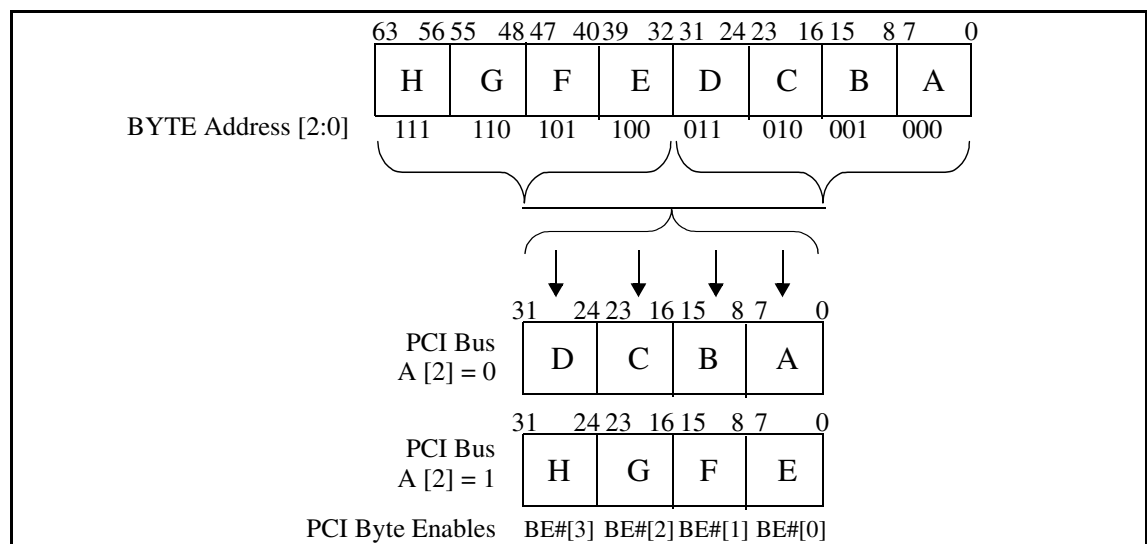 63 56 55 48 47 40 39 32 31 24 23 16 15 8 7 0
H G F E D C B A
BYTE Address [2:0] 111 110 101 100 011 010 001 000
31 24 23 16 15 8 7 0
PCI Bus
A [2] = 0
D C B A
31 24 23 16 15 8 7 0
PCI Bus
A [2] = 1
H G F E
PCI Byte Enables BE#[3] BE#[2] BE#[1] BE#[0]